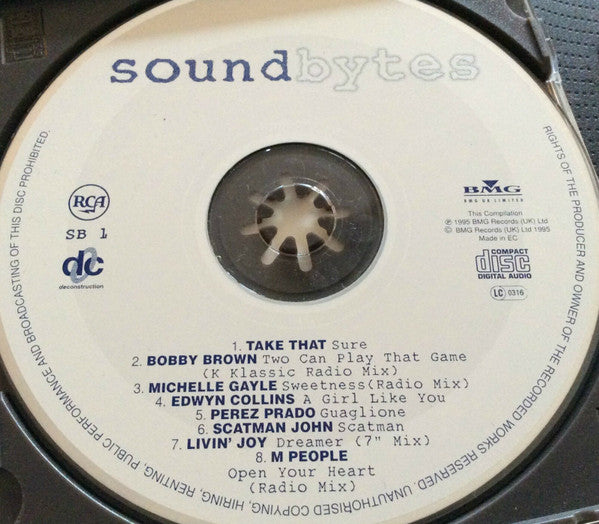 soundbytes
RCA
SB 1
dc
deconstruction
BMG
BMG UK LIMITED
This Compilation
℗ 1995 BMG Records (UK) Ltd
© BMG Records (UK) Ltd 1995
Made in EC
COMPACT
disc
DIGITAL AUDIO
LC 0316
1. TAKE THAT Sure
2. BOBBY BROWN Two Can Play That Game
(K Klassic Radio Mix)
3. MICHELLE GAYLE Sweetness(Radio Mix)
4. EDWYN COLLINS A Girl Like You
5. PEREZ PRADO Guaglione
6. SCATMAN JOHN Scatman
7. LIVIN' JOY Dreamer (7" Mix)
8. M PEOPLE
Open Your Heart
(Radio Mix)
RIGHTS OF THE PRODUCER AND OWNER OF THE RECORDED WORKS RESERVED. UNAUTHORISED COPYING, HIRING, RENTING, PUBLIC PERFORMANCE AND BROADCASTING OF THIS DISC PROHIBITED.